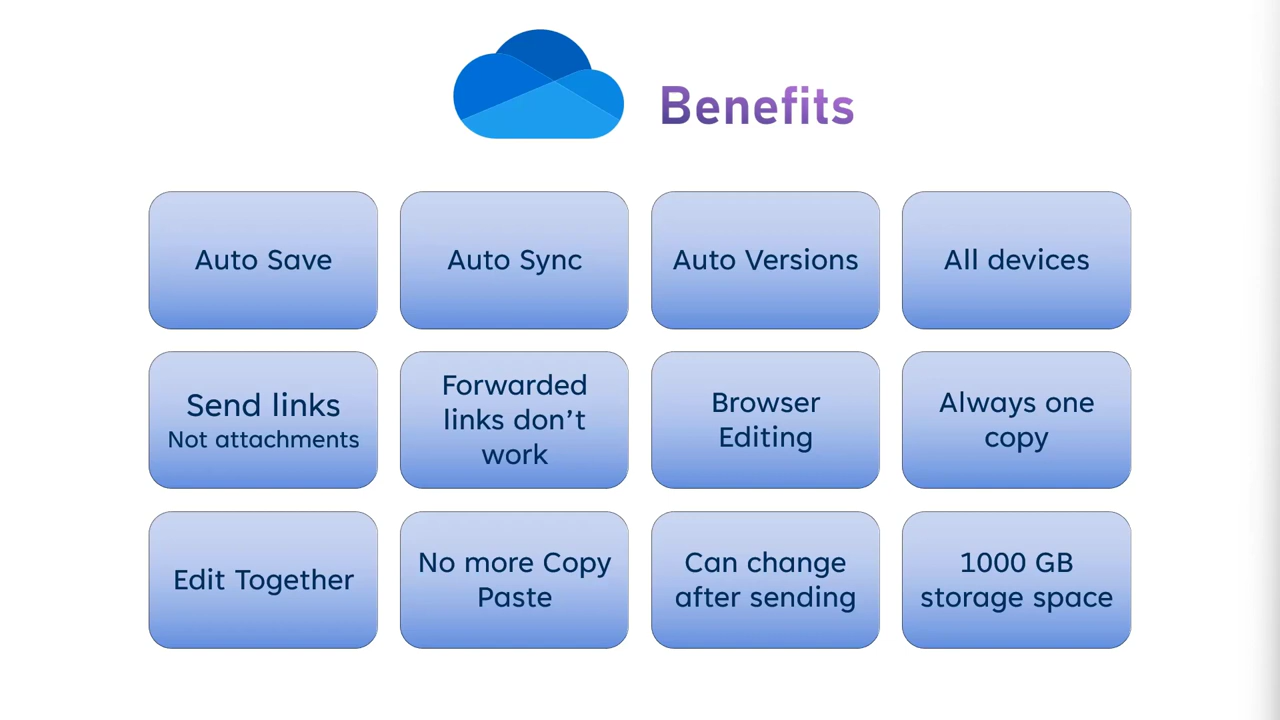 Benefits
Auto Save
Auto Sync
Auto Versions
All devices
Send links
Not attachments
Forwarded
links don’t
work
Browser
Editing
Always one
copy
Edit Together
No more Copy
Paste
Can change
after sending
1000 GB
storage space